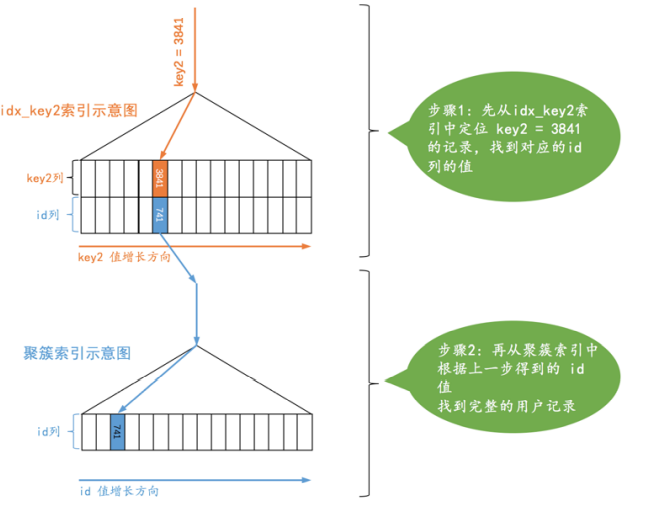 key2 = 3841
idx_key2索引示意图
key2列
3841
id列
741
key2 值增长方向
步骤1：先从idx_key2索
引中定位 key2 = 3841
的记录，找到对应的id
列的值
聚簇索引示意图
id列
741
id 值增长方向
步骤2：再从聚簇索引中
根据上一步得到的 id
值
找到完整的用户记录